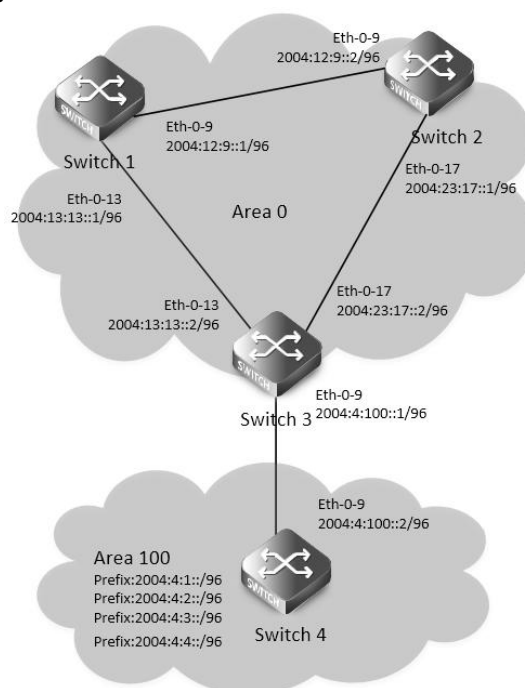 Eth-0-9
2004:12:9::2/96
SWITCH
SWITCH
Eth-0-9
2004:12:9::1/96
Switch 1
Switch 2
Eth-0-17
2004:23:17::1/96
Eth-0-13
2004:13:13::1/96
Area 0
Eth-0-13
2004:13:13::2/96
Eth-0-17
2004:23:17::2/96
SWITCH
Switch 3
Eth-0-9
2004:4:100::1/96
Eth-0-9
2004:4:100::2/96
Area 100
Prefix:2004:4:1::/96
Prefix:2004:4:2::/96
Prefix:2004:4:3::/96
Prefix:2004:4:4::/96
SWITCH
Switch 4